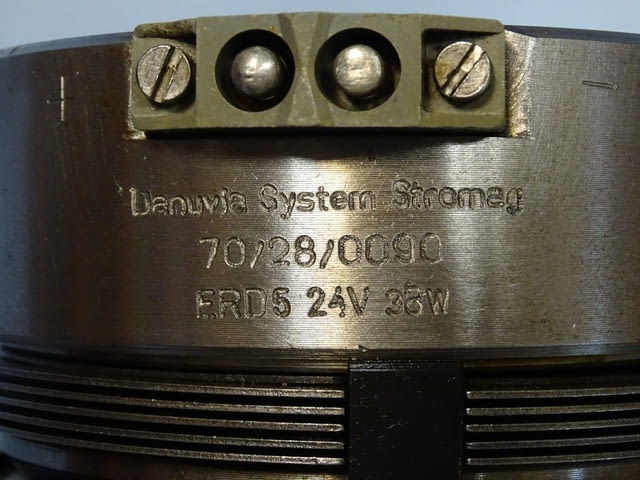 + -
Danuvia System Stromag
70/28/0090
ERD5 24V 36W